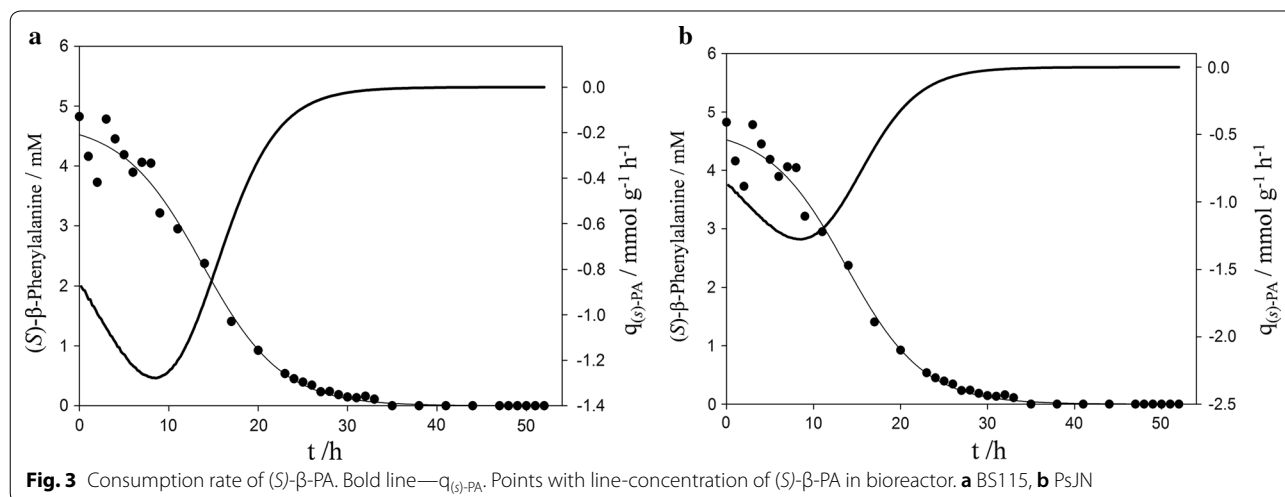 a
6
5
4
3
2
1
0
(S)-β-Phenylalanine / mM
0.0
-0.2
-0.4
-0.6
-0.8
-1.0
-1.2
-1.4
q(s)-PA / mmol g-1 h-1
0 10 20 30 40 50
t /h
b
6
5
4
3
2
1
0
(S)-β-Phenylalanine / mM
0.0
-0.5
-1.0
-1.5
-2.0
-2.5
q(s)-PA / mmol g-1 h-1
0 10 20 30 40 50
t /h
Fig. 3 Consumption rate of (S)-β-PA. Bold line—q(s)-PA. Points with line-concentration of (S)-β-PA in bioreactor. a BS115, b PsJN